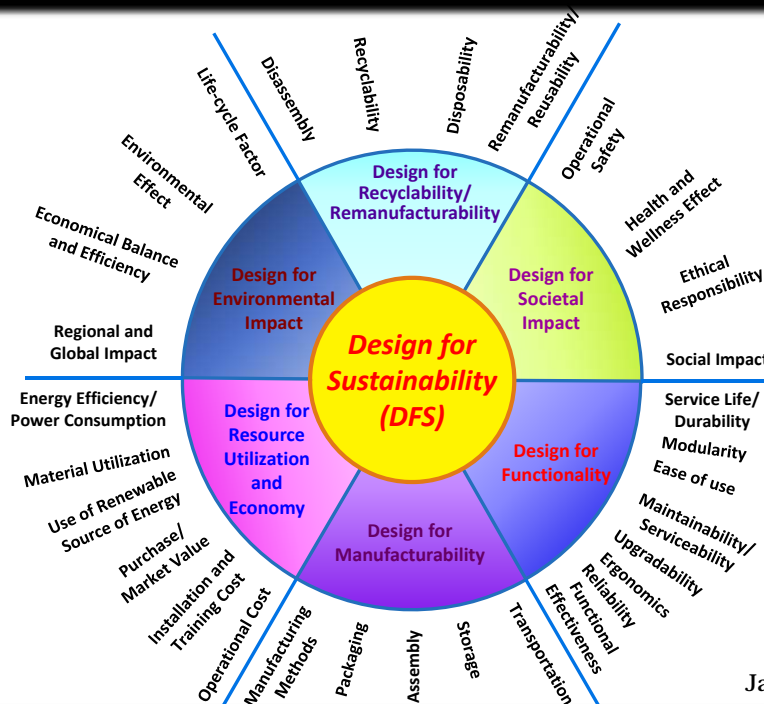 Design for
Sustainability
(DFS)
Design for
Recyclability/
Remanufacturability
Disassembly
Recyclability
Disposability
Remanufacturability/
Reusability
Design for
Societal
Impact
Operational
Safety
Health and
Wellness Effect
Ethical
Responsibility
Social Impact
Design for
Functionality
Service Life/
Durability
Modularity
Ease of use
Maintainability/
Serviceability
Upgradability
Ergonomics
Reliability
Functional
Effectiveness
Design for
Manufacturability
Transportation
Storage
Assembly
Packaging
Manufacturing
Methods
Design for
Resource
Utilization
and
Economy
Operational Cost
Installation and
Training Cost
Purchase/
Market Value
Use of Renewable
Source of Energy
Material Utilization
Energy Efficiency/
Power Consumption
Design for
Environmental
Impact
Regional and
Global Impact
Economical Balance
and Efficiency
Environmental
Effect
Life-cycle Factor
Ja